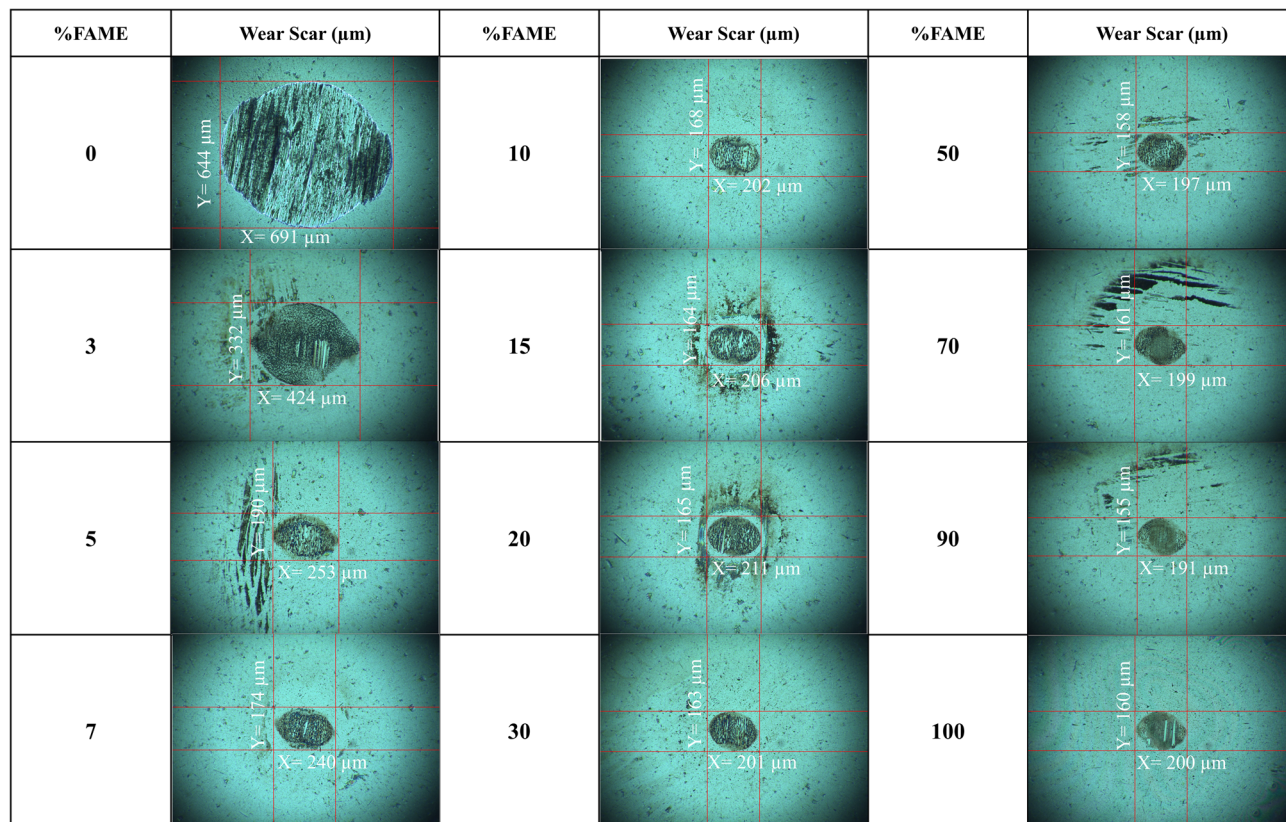 %FAME Wear Scar (µm) %FAME Wear Scar (µm) %FAME Wear Scar (µm)
0
Y= 644 µm
X= 691 µm
10
Y= 168 µm
X= 202 µm
50
Y= 158 µm
X= 197 µm
3
Y= 332 µm
X= 424 µm
15
Y= 164 µm
X= 206 µm
70
Y= 161 µm
X= 199 µm
5
Y= 190 µm
X= 253 µm
20
Y= 165 µm
X= 211 µm
90
Y= 155 µm
X= 191 µm
7
Y= 174 µm
X= 240 µm
30
Y= 163 µm
X= 201 µm
100
Y= 160 µm
X= 200 µm